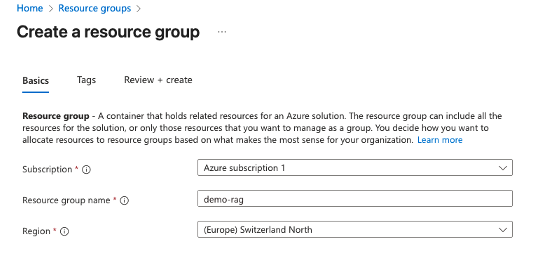 Home > Resource groups >
Create a resource group ...
Basics Tags Review + create
Resource group - A container that holds related resources for an Azure solution. The resource group can include all the
resources for the solution, or only those resources that you want to manage as a group. You decide how you want to
allocate resources to resource groups based on what makes the most sense for your organization. Learn more
Subscription * Azure subscription 1
Resource group name * demo-rag
Region * (Europe) Switzerland North